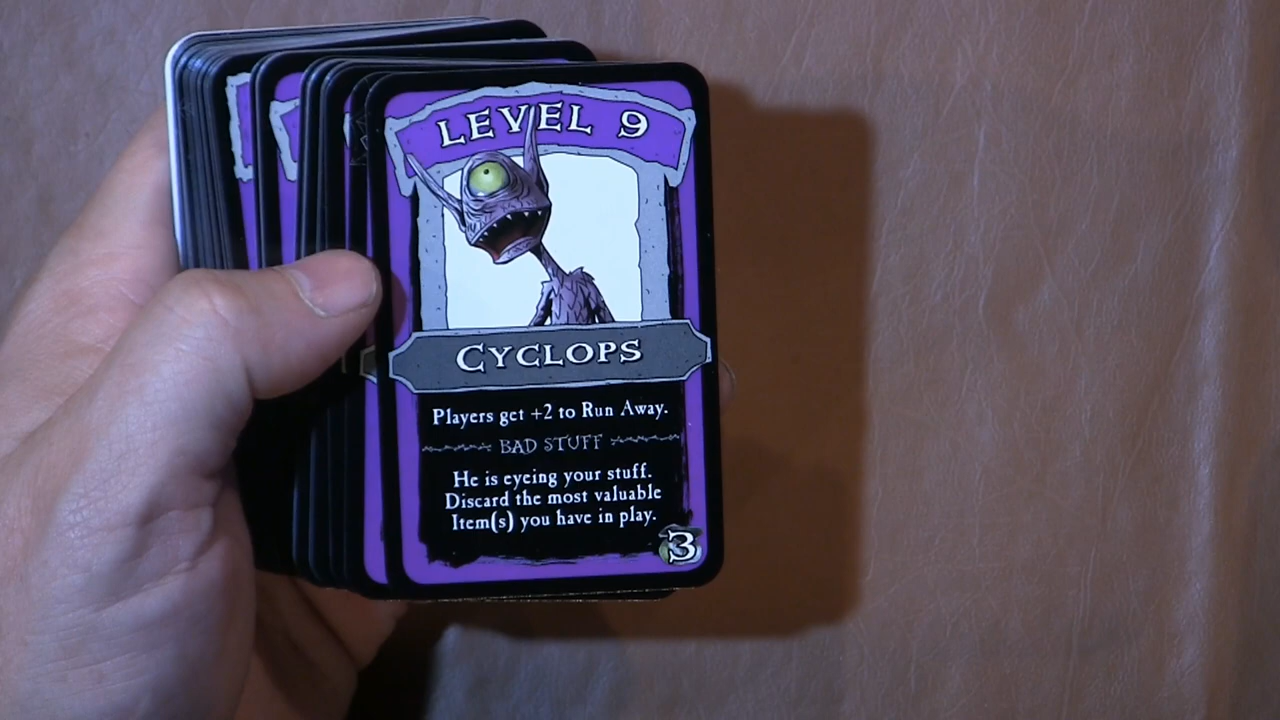 LEVEL 9
CYCLOPS
Players get +2 to Run Away.
BAD STUFF
He is eyeing your stuff.
Discard the most valuable
Item(s) you have in play.
3